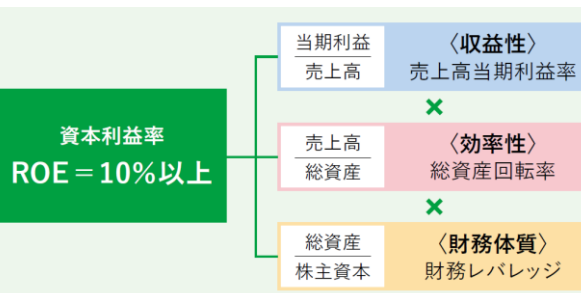 資本利益率
ROE＝10%以上
当期利益
売上高
〈収益性〉
売上高当期利益率
×
売上高
総資産
〈効率性〉
総資産回転率
×
総資産
株主資本
〈財務体質〉
財務レバレッジ